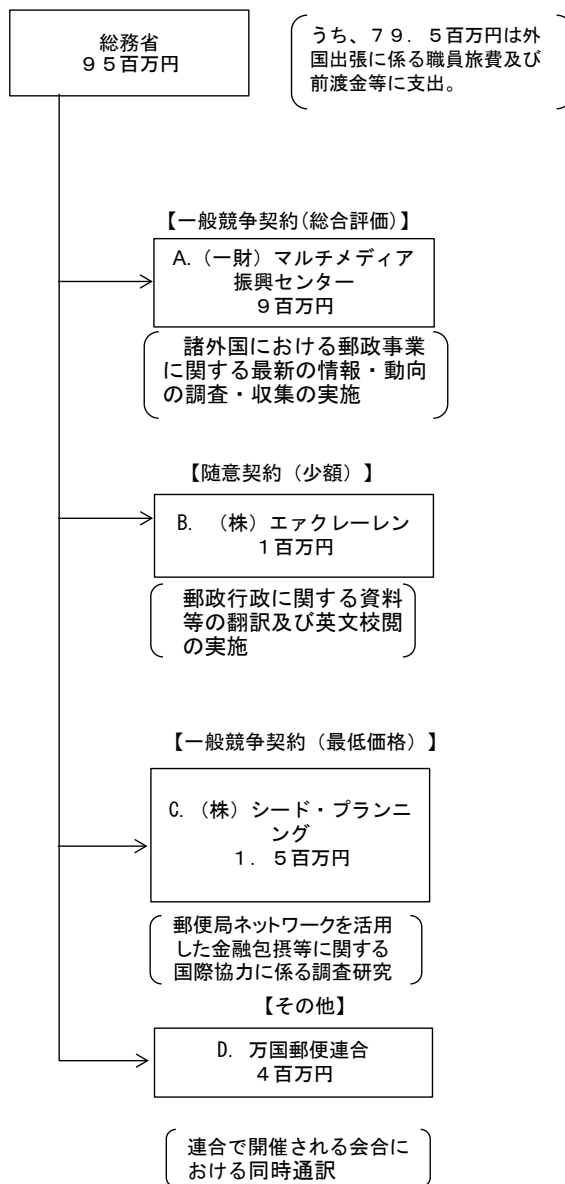 総務省
９５百万円
うち、７９．５百万円は外
国出張に係る職員旅費及び
前渡金等に支出。
【一般競争契約（総合評価）】
A．（一財）マルチメディア
振興センター
９百万円
諸外国における郵政事業
に関する最新の情報・動向
の調査・収集の実施
【随意契約（少額）】
B. （株）エァクレーレン
１百万円
郵政行政に関する資料
等の翻訳及び英文校閲
の実施
【一般競争契約（最低価格）】
C. （株）シード・プランニ
ング
１．５百万円
郵便局ネットワークを活用
した金融包摂等に関する
国際協力に係る調査研究
【その他】
D. 万国郵便連合
４百万円
連合で開催される会合に
おける同時通訳